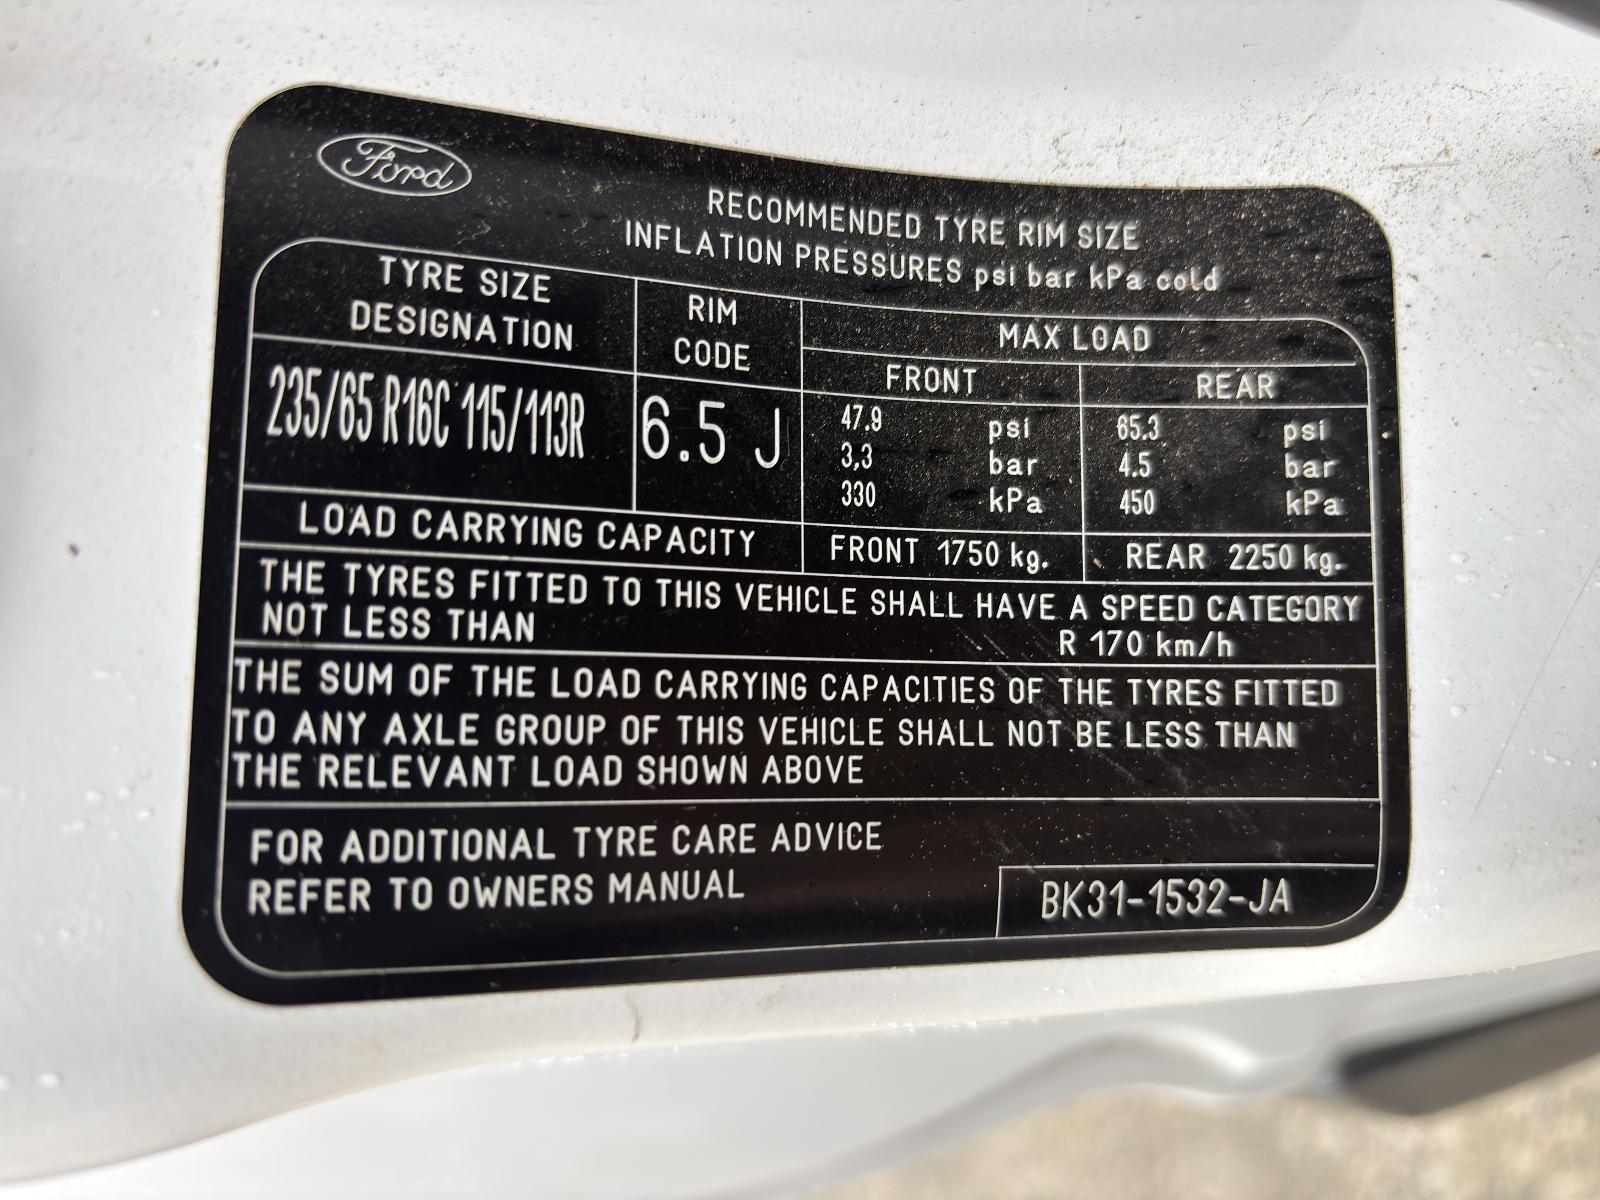 Ford
RECOMMENDED TYRE RIM SIZE
INFLATION PRESSURES psi bar kPa cold
TYRE SIZE
DESIGNATION
RIM
CODE
MAX LOAD
FRONT
REAR
235/65 R16C 115/113R
6.5 J
47.9 psi
3,3 bar
330 kPa
65.3 psi
4.5 bar
450 kPa
LOAD CARRYING CAPACITY
FRONT 1750 kg.
REAR 2250 kg.
THE TYRES FITTED TO THIS VEHICLE SHALL HAVE A SPEED CATEGORY
NOT LESS THAN R 170 km/h
THE SUM OF THE LOAD CARRYING CAPACITIES OF THE TYRES FITTED
TO ANY AXLE GROUP OF THIS VEHICLE SHALL NOT BE LESS THAN
THE RELEVANT LOAD SHOWN ABOVE
FOR ADDITIONAL TYRE CARE ADVICE
REFER TO OWNERS MANUAL
BK31-1532-JA